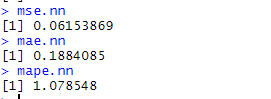 > mse.nn
[1] 0.06153869
> mae.nn
[1] 0.1884085
> mape.nn
[1] 1.078548